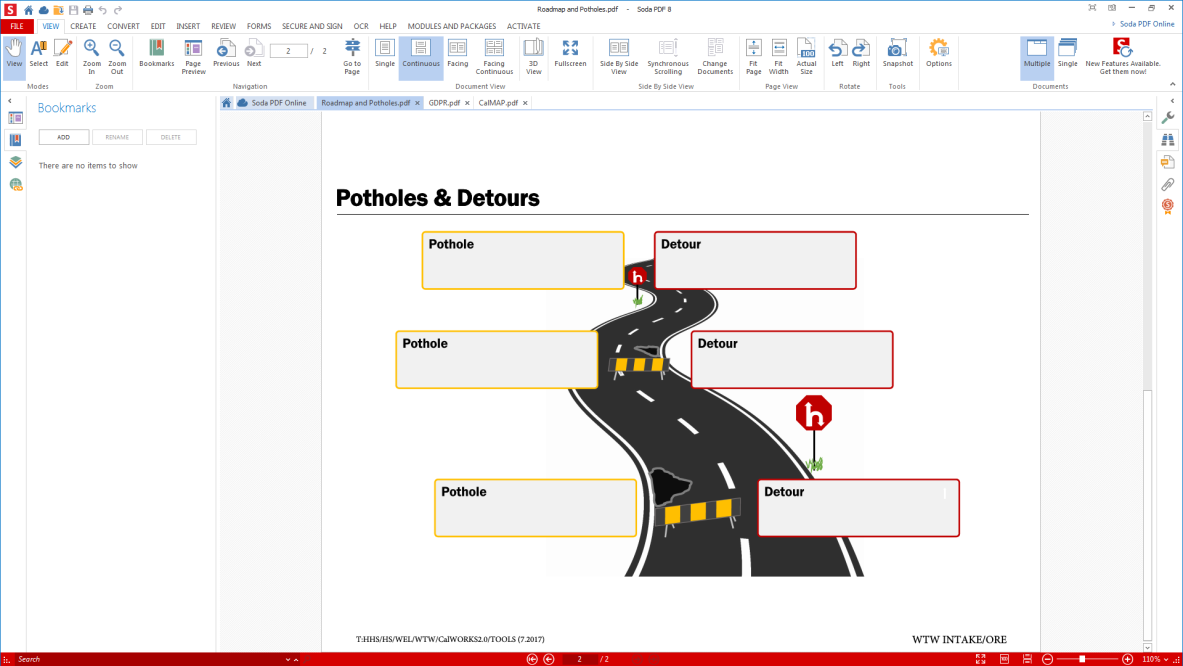 Roadmap and Potholes.pdf - Soda PDF 8
FILE VIEW CREATE CONVERT EDIT INSERT REVIEW FORMS SECURE AND SIGN OCR HELP MODULES AND PACKAGES ACTIVATE
Soda PDF Online
View Select Edit
Modes
Zoom In Zoom Out
Zoom
Bookmarks Page Preview Previous Next 2 / 2 Go to Page
Navigation
Single Continuous Facing Facing Continuous 3D View Fullscreen
Document View
Side By Side View Synchronous Scrolling Change Documents
Side By Side View
Fit Page Fit Width Actual Size
Page View
Left Right
Rotate
Snapshot
Tools
Options
Multiple Single New Features Available. Get them now!
Documents
Bookmarks
ADD RENAME DELETE
There are no items to show
Soda PDF Online Roadmap and Potholes.pdf GDPR.pdf CalMAP.pdf
Potholes & Detours
Pothole Detour
Pothole Detour
Pothole Detour
T:HHS/HS/WEL/WTW/CalWORKS2.0/TOOLS (7.2017)
WTW INTAKE/ORE
Search 2 / 2 110%